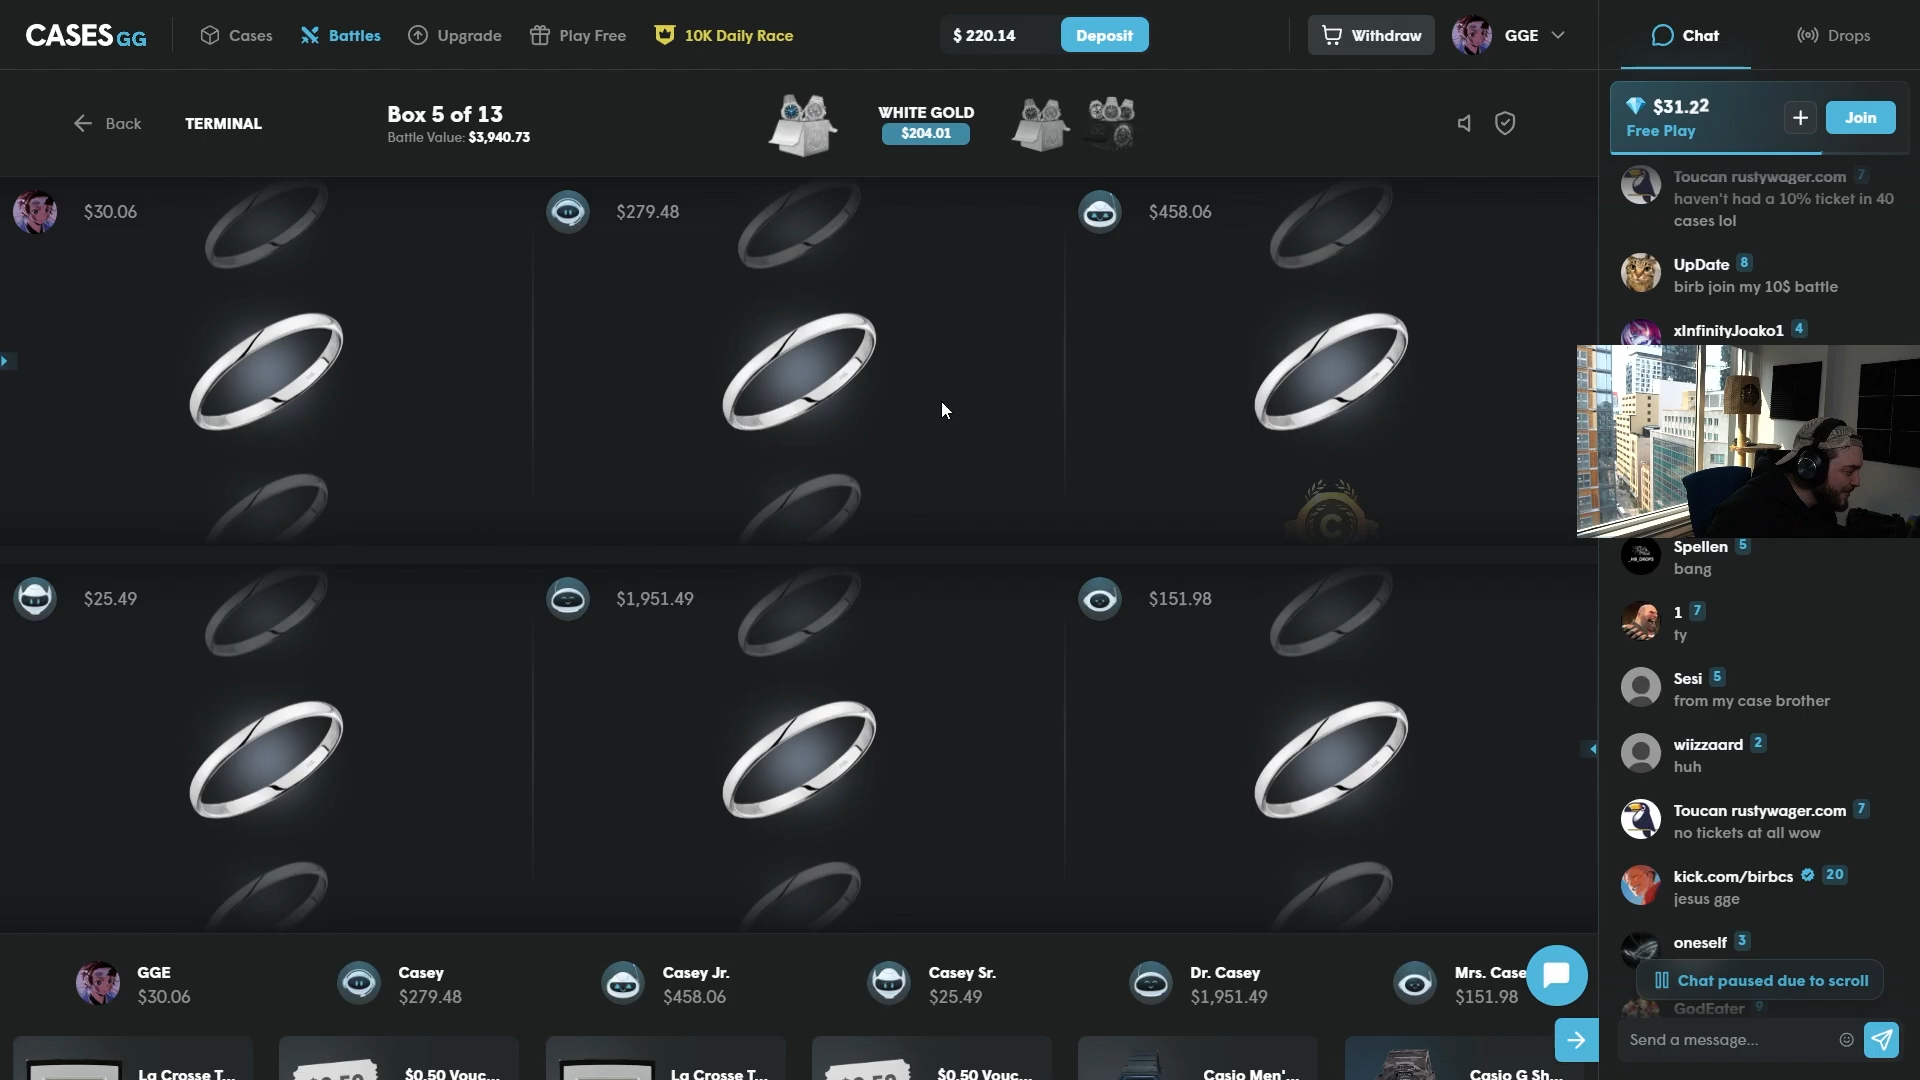 CASES GG
Cases
Battles
Upgrade
Play Free
10K Daily Race
$ 220.14
Deposit
Withdraw
GGE
Chat
Drops
Back
TERMINAL
Box 5 of 13
Battle Value: $3,940.73
WHITE GOLD
$204.01
$31.22
Free Play
+
Join
Toucan rustywager.com 7
haven't had a 10% ticket in 40
cases lol
UpDate 8
birb join my 10$ battle
xInfinityJoako1 4
$30.06
$279.48
$458.06
C
Spellen 5
bang
1 7
ty
Sesi 5
from my case brother
wiizzaard 2
huh
Toucan rustywager.com 7
no tickets at all wow
kick.com/birbcs 20
jesus gge
oneself 3
Chat paused due to scroll
GodEater 9
Send a message...
$25.49
$1,951.49
$151.98
GGE
$30.06
Casey
$279.48
Casey Jr.
$458.06
Casey Sr.
$25.49
Dr. Casey
$1,951.49
Mrs. Case
$151.98
La Crosse T...
$0.50 Vouc...
La Crosse T...
$0.50 Vouc...
Casio Men'...
Casio G Sh...